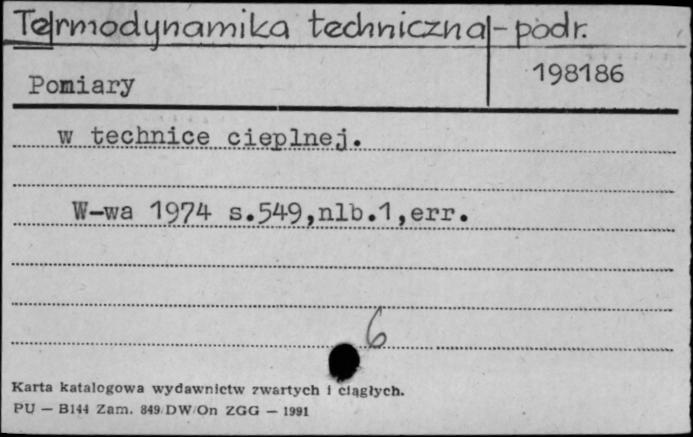 Termodynamika techniczna - podr.
Pomiary
198186
w technice cieplnej.
W-wa 1974 s.549,nlb.1,err.
6
Karta katalogowa wydawnictw zwartych i ciągłych.
PU — B144 Zam. 849/DW/On ZGG — 1991